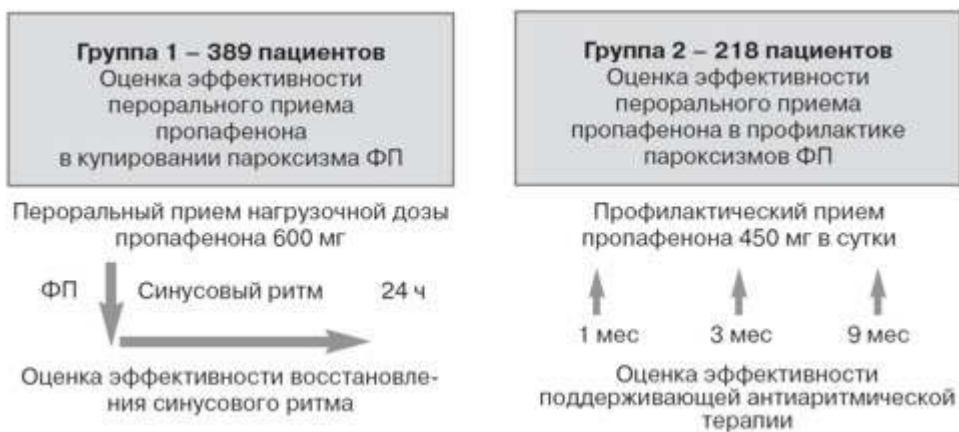 Группа 1 – 389 пациентов
Оценка эффективности
перорального приема
пропафенона
в купировании пароксизма ФП
Пероральный прием нагрузочной дозы
пропафенона 600 мг
ФП Синусовый ритм 24 ч
Оценка эффективности восстановле-
ния синусового ритма
Группа 2 – 218 пациентов
Оценка эффективности
перорального приема
пропафенона в профилактике
пароксизмов ФП
Профилактический прием
пропафенона 450 мг в сутки
1 мес 3 мес 9 мес
Оценка эффективности
поддерживающей антиаритмической
терапии